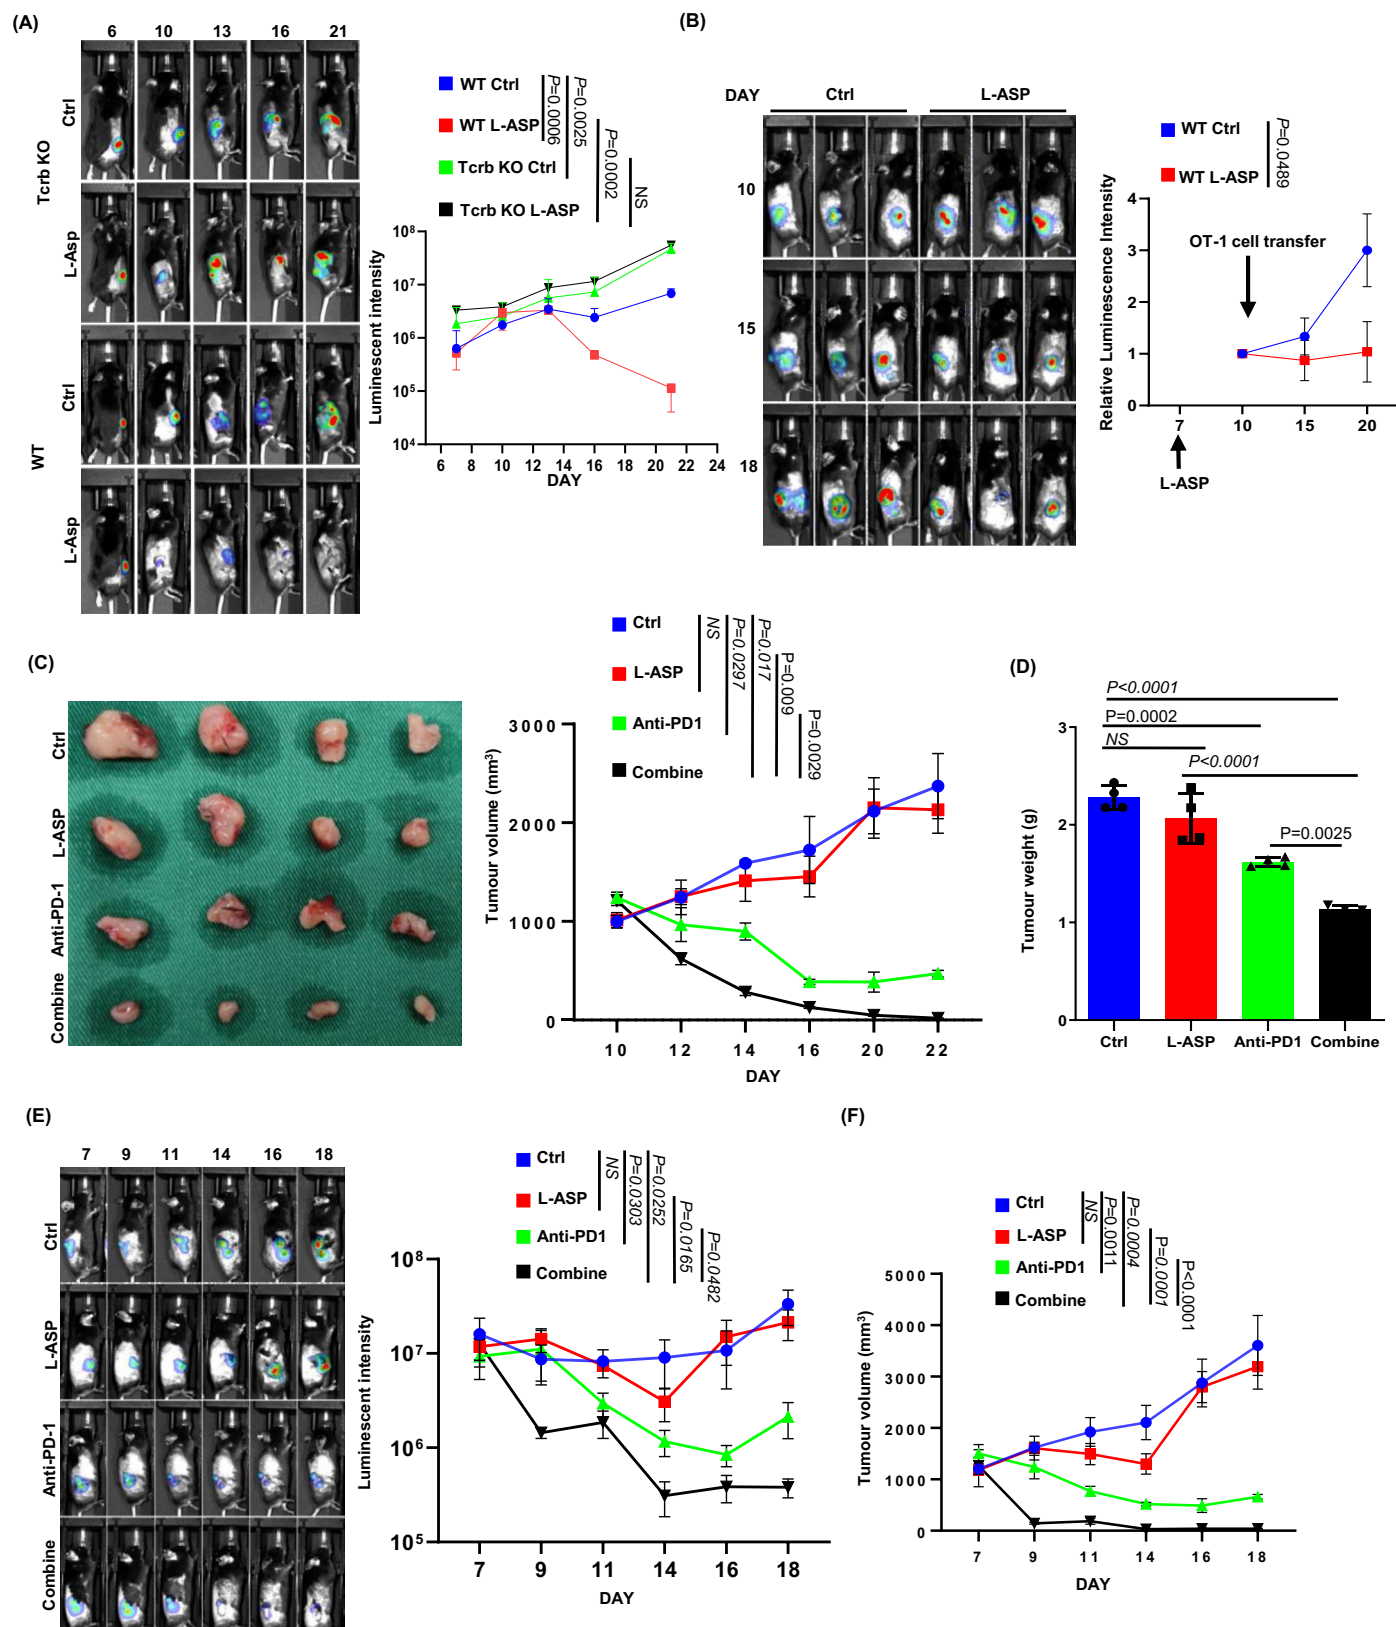 (A)
6 10 13 16 21
Tcrb KO
Ctrl
L-Asp
WT
Ctrl
L-Asp
WT Ctrl
WT L-ASP
Tcrb KO Ctrl
Tcrb KO L-ASP
P=0.0006
P=0.0025
P=0.0002
NS
Luminescent intensity
10⁸
10⁷
10⁶
10⁵
10⁴
6 8 10 12 14 16 18 20 22 24
DAY
(B)
DAY Ctrl L-ASP
10
15
18
WT Ctrl
WT L-ASP
P=0.0489
OT-1 cell transfer
Relative Luminescence Intensity
4
3
2
1
0
7 10 15 20
L-ASP
(C)
Ctrl
L-ASP
Anti-PD-1
Combine
Ctrl
L-ASP
Anti-PD1
Combine
NS
P=0.0297
P=0.017
P=0.009
P=0.0029
Tumour volume (mm³)
3000
2000
1000
0
10 12 14 16 20 22
DAY
(D)
P<0.0001
P=0.0002
NS
P<0.0001
P=0.0025
Tumour weight (g)
3
2
1
0
Ctrl L-ASP Anti-PD1 Combine
(E)
7 9 11 14 16 18
Ctrl
L-ASP
Anti-PD-1
Combine
Ctrl
L-ASP
Anti-PD1
Combine
NS
P=0.0303
P=0.0252
P=0.0165
P=0.0482
Luminescent intensity
10⁸
10⁷
10⁶
10⁵
7 9 11 14 16 18
DAY
(F)
Ctrl
L-ASP
Anti-PD1
Combine
NS
P=0.0011
P=0.0004
P=0.0001
P<0.0001
Tumour volume (mm³)
5000
4000
3000
2000
1000
0
7 9 11 14 16 18
DAY